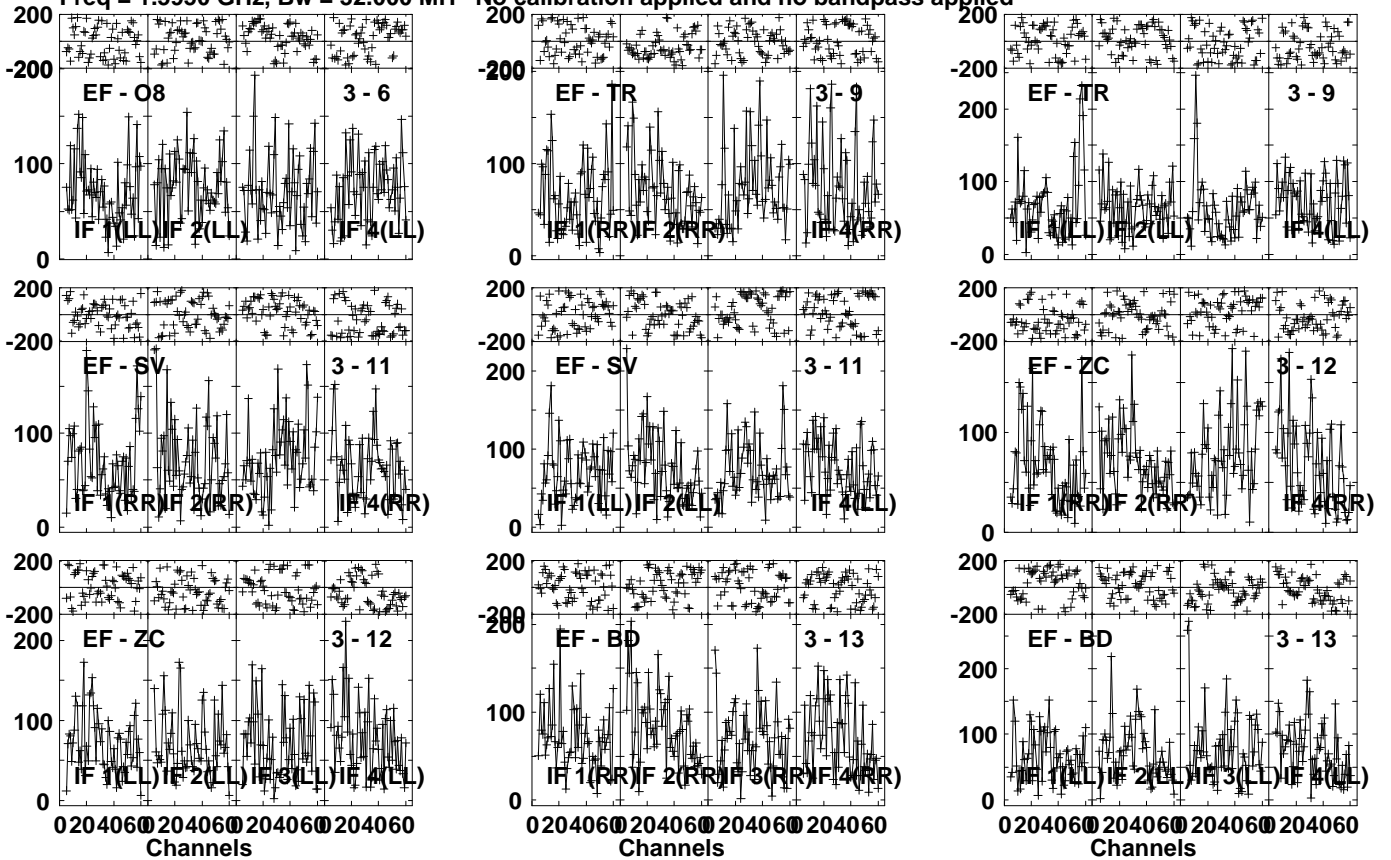 Freq = 1.5950 GHz, Bw = 32.000 MH No calibration applied and no bandpass applied
200 200 200
-200 200 -200
EF - O8 3 - 6 EF - TR 3 - 9 EF - TR 3 - 9
200
100 100 100
IF 1(LL) IF 2(LL) IF 4(LL) IF 1(RR) IF 2(RR) IF 4(RR) IF 1(LL) IF 2(LL) IF 4(LL)
0 0 0
200 200 200
-200 -200 -200
EF - SV 3 - 11 EF - SV 3 - 11 EF - ZC 3 - 12
200
100 100 100
IF 1(RR) IF 2(RR) IF 4(RR) IF 1(LL) IF 2(LL) IF 4(LL) IF 1(RR) IF 2(RR) IF 4(RR)
0 0 0
200 200 200
-200 -200 -200
200 200
EF - ZC 3 - 12 EF - BD 3 - 13 EF - BD 3 - 13
200
100 100 100
IF 1(LL) IF 2(LL) IF 3(LL) IF 4(LL) IF 1(RR) IF 2(RR) IF 3(RR) IF 4(RR) IF 1(LL) IF 2(LL) IF 3(LL) IF 4(LL)
0 0 0
0 20 40 60 0 20 40 60 0 20 40 60 0 20 40 60 0 20 40 60 0 20 40 60 0 20 40 60 0 20 40 60 0 20 40 60 0 20 40 60 0 20 40 60 0 20 40 60
Channels Channels Channels